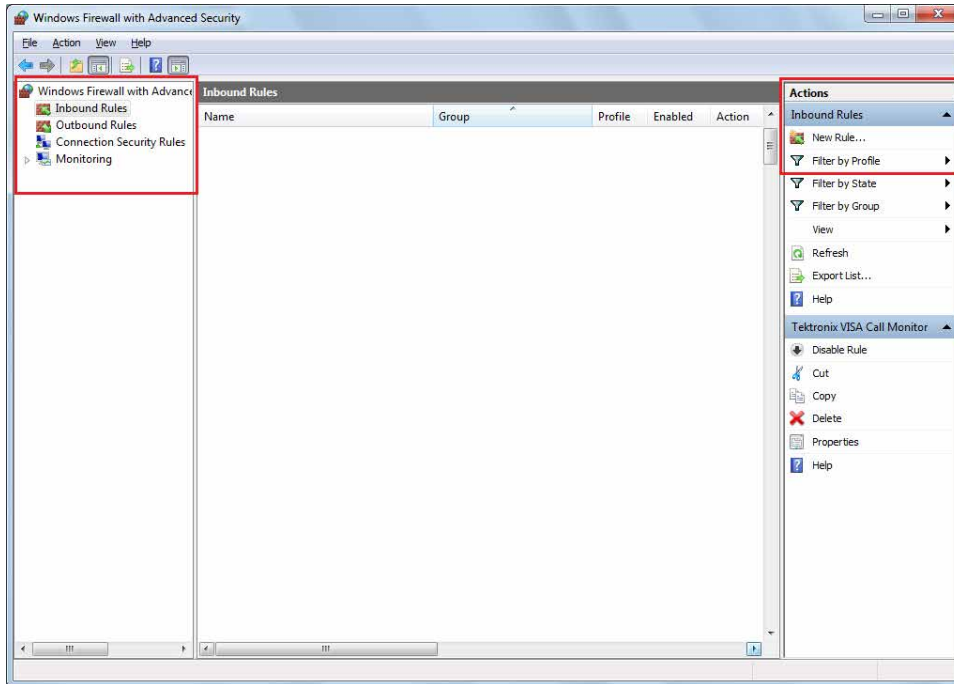 Windows Firewall with Advanced Security
File Action View Help
Windows Firewall with Advance
Inbound Rules
Outbound Rules
Connection Security Rules
Monitoring
Inbound Rules
Name Group Profile Enabled Action
Actions
Inbound Rules
New Rule...
Filter by Profile
Filter by State
Filter by Group
View
Refresh
Export List...
Help
Tektronix VISA Call Monitor
Disable Rule
Cut
Copy
Delete
Properties
Help